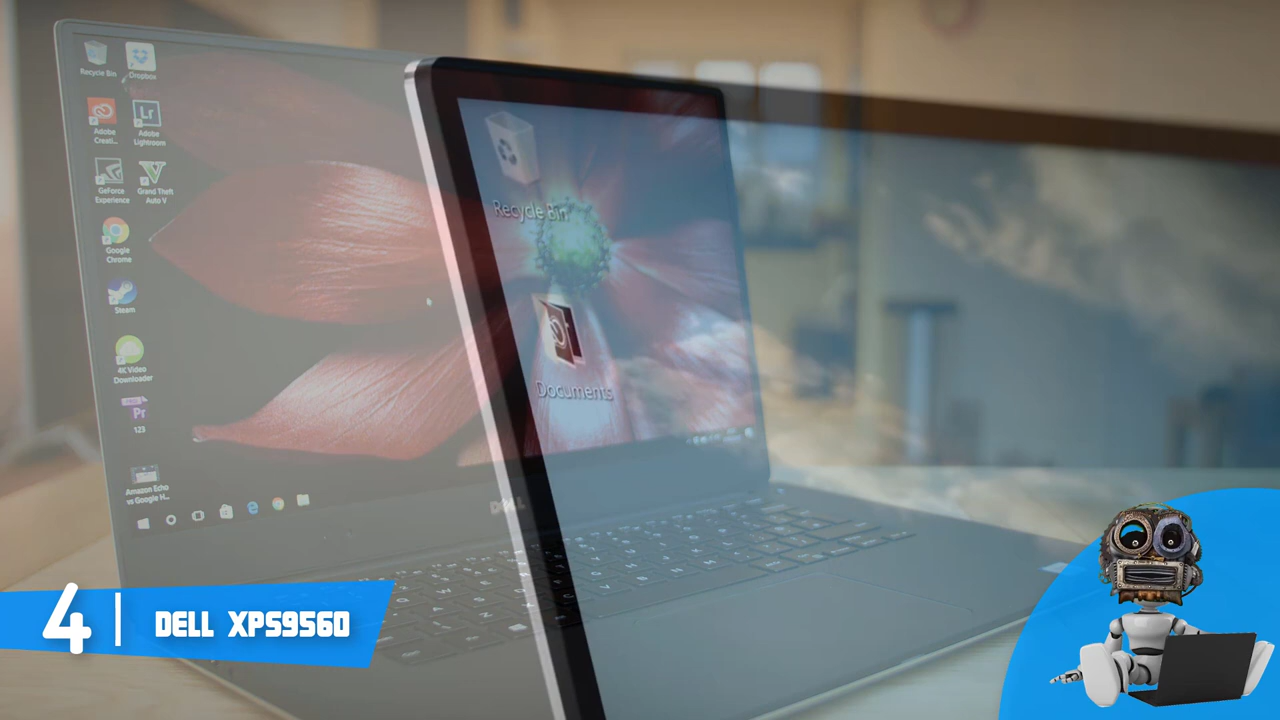 Recycle Bin
Dropbox
Adobe
Creati...
Lr
Adobe
Lightroom
GeForce
Experience
Grand Theft
Auto V
Google
Chrome
Steam
4K Video
Downloader
Pr
123
Amazon Echo
vs Google H...
Recycle Bin
Documents
DELL
4
DELL XPS9560